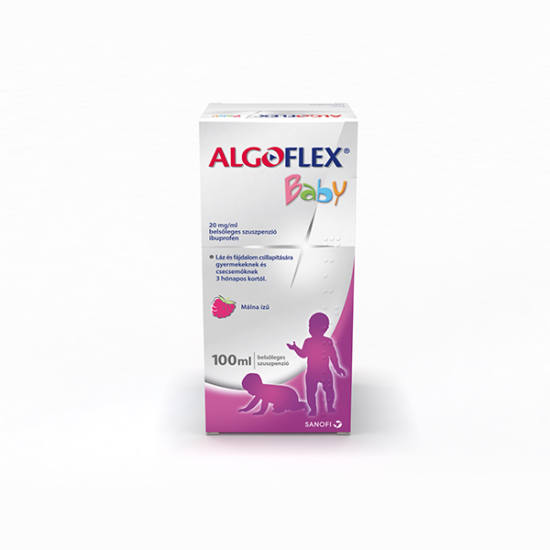 ALGOFLEX®
Baby
20 mg/ml
belsőleges szuszpenzió
ibuprofen
Láz és fájdalom csillapítására
gyermekeknek és
csecsemőknek
3 hónapos kortól.
Málna ízű
100ml
belsőleges
szuszpenzió
SANOFI